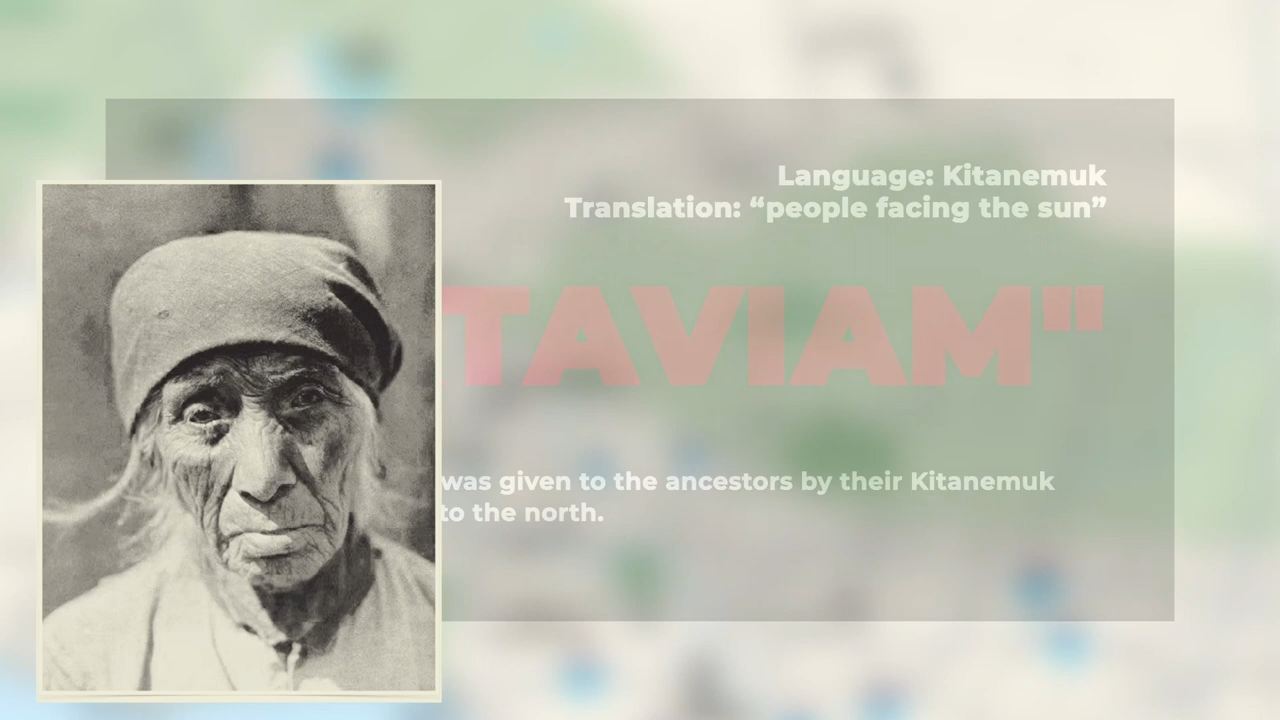 Language: Kitanemuk
Translation: “people facing the sun”
TAVIAM"
was given to the ancestors by their Kitanemuk
to the north.